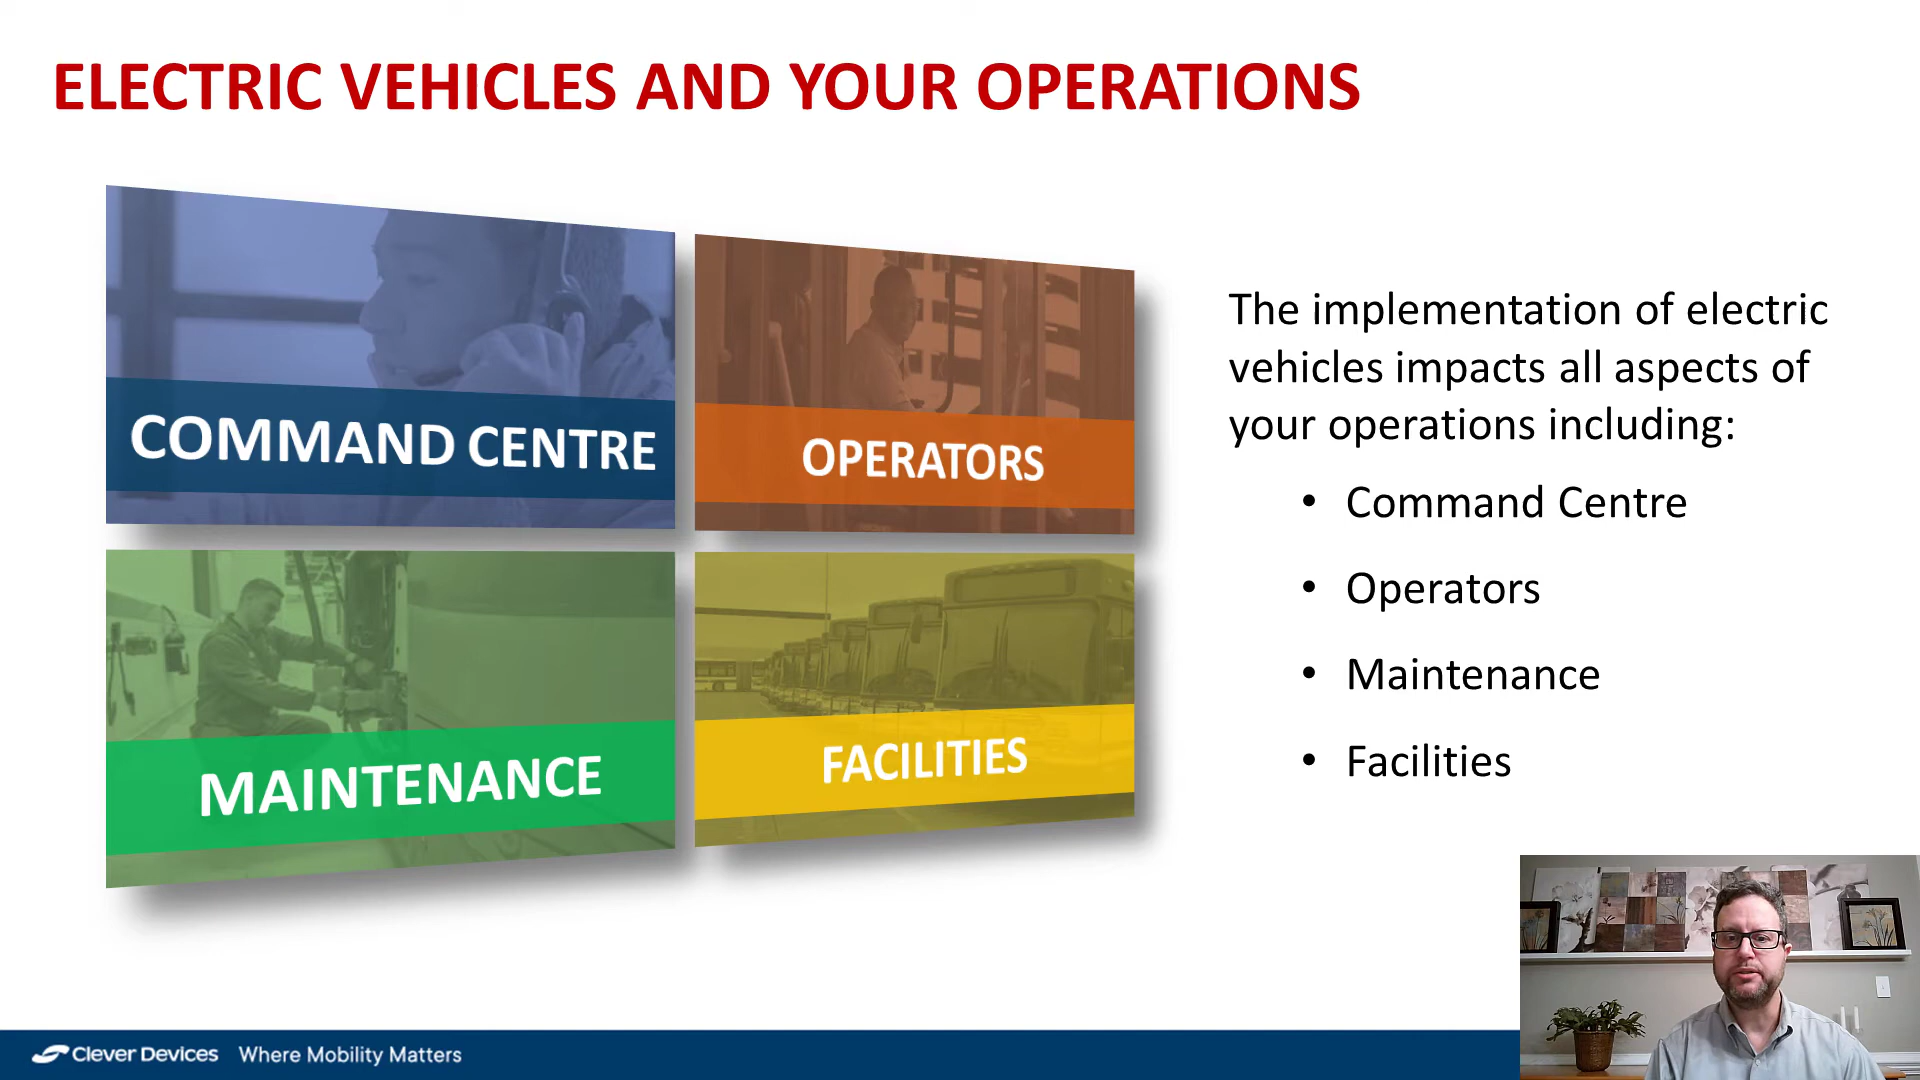 ELECTRIC VEHICLES AND YOUR OPERATIONS
COMMAND CENTRE
OPERATORS
MAINTENANCE
FACILITIES
The implementation of electric
vehicles impacts all aspects of
your operations including:
• Command Centre
• Operators
• Maintenance
• Facilities
Clever Devices Where Mobility Matters